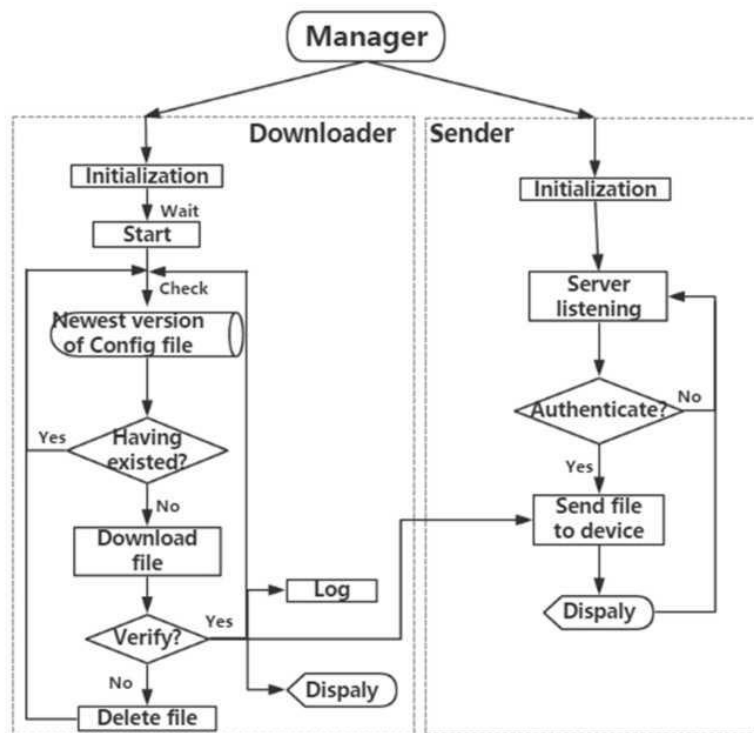 Manager
Downloader
Initialization
Wait
Start
Check
Newest version
of Config file
Yes
Having
existed?
No
Download
file
Log
Yes
Verify?
Dispaly
No
Delete file
Sender
Initialization
Server
listening
Authenticate?
No
Yes
Send file
to device
Dispaly